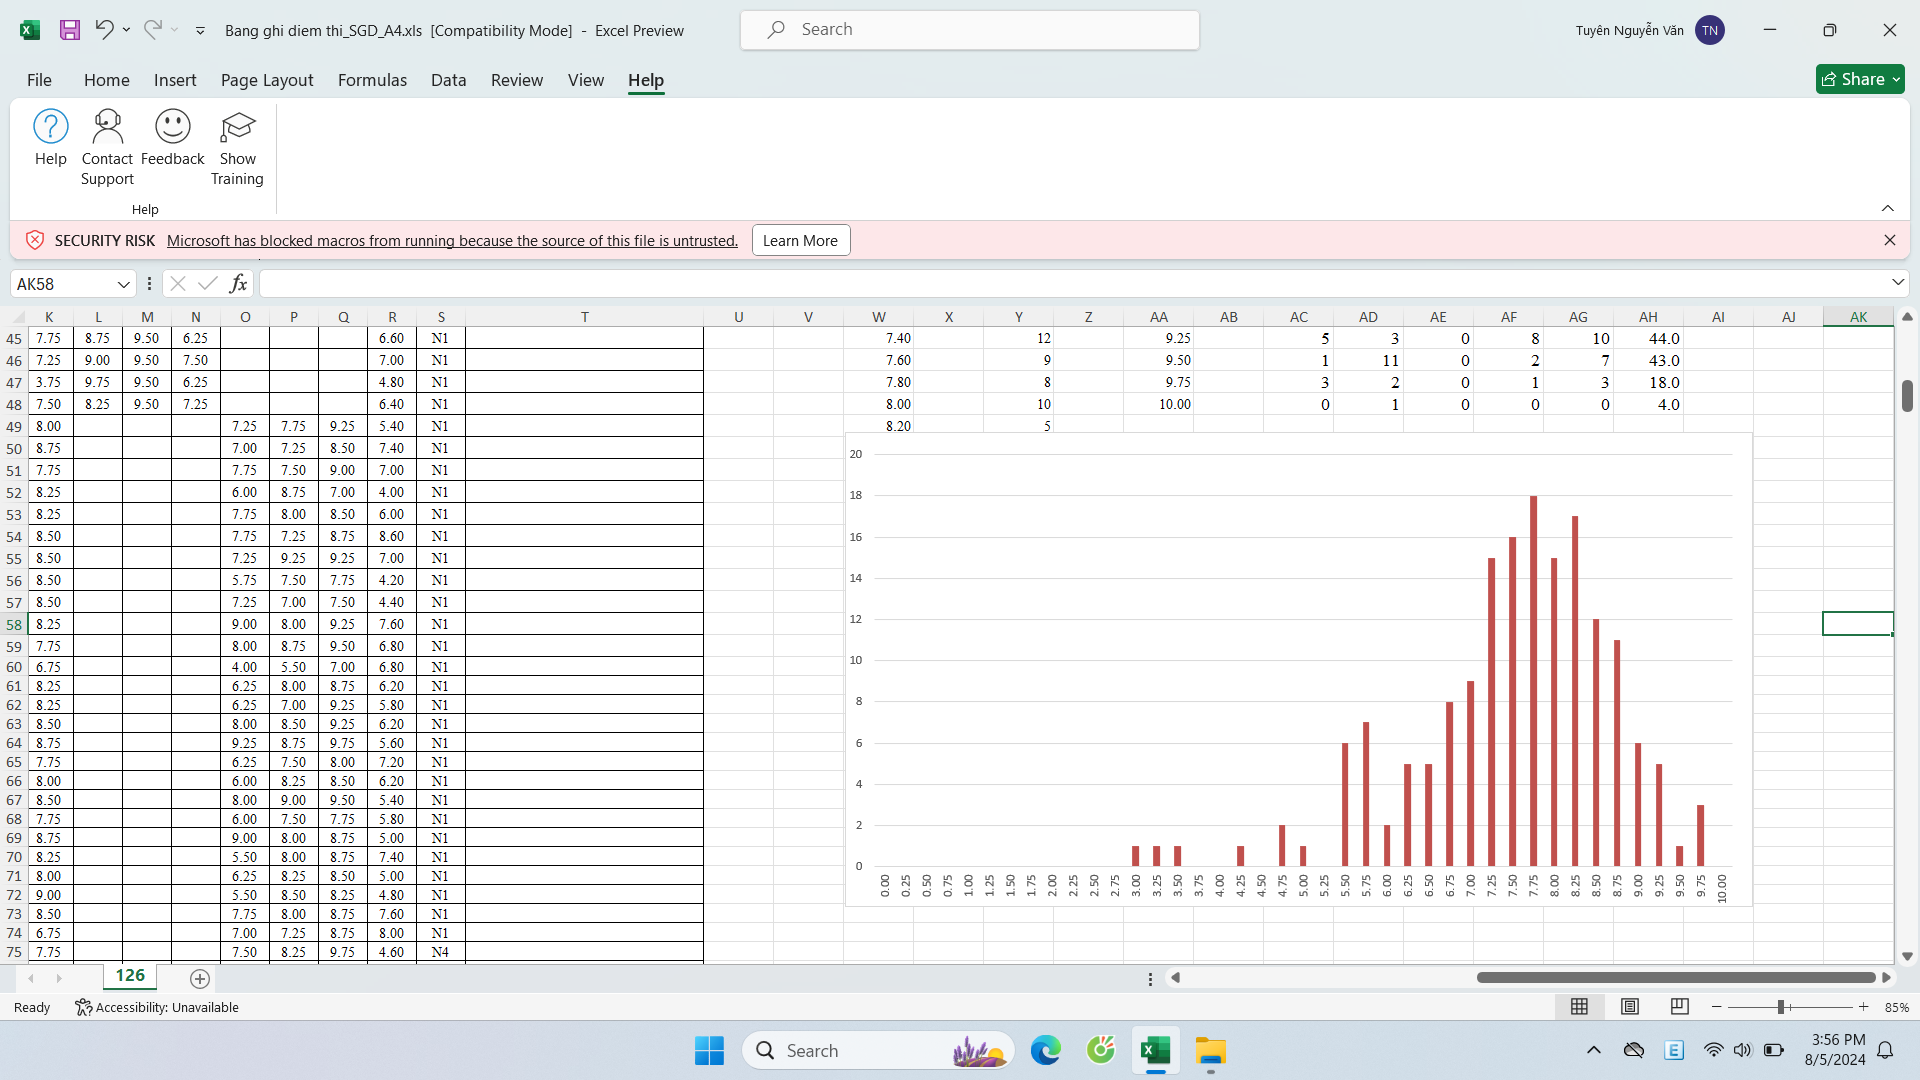 Bang ghi diem thi_SGD_A4.xls [Compatibility Mode] - Excel Preview
Search
Tuyên Nguyễn Văn TN
File Home Insert Page Layout Formulas Data Review View Help
Share
Help Contact Support Feedback Show Training
Help
SECURITY RISK Microsoft has blocked macros from running because the source of this file is untrusted. Learn More
AK58 fx
K L M N O P Q R S T U V W X Y Z AA AB AC AD AE AF AG AH AI AJ AK
45 7.75 8.75 9.50 6.25 6.60 N1 7.40 12 9.25 5 3 0 8 10 44.0
46 7.25 9.00 9.50 7.50 7.00 N1 7.60 9 9.50 1 11 0 2 7 43.0
47 3.75 9.75 9.50 6.25 4.80 N1 7.80 8 9.75 3 2 0 1 3 18.0
48 7.50 8.25 9.50 7.25 6.40 N1 8.00 10 10.00 0 1 0 0 0 4.0
49 8.00 7.25 7.75 9.25 5.40 N1 8.20 5
50 8.75 7.00 7.25 8.50 7.40 N1
51 7.75 7.75 7.50 9.00 7.00 N1
52 8.25 6.00 8.75 7.00 4.00 N1
53 8.25 7.75 8.00 8.50 6.00 N1
54 8.50 7.75 7.25 8.75 8.60 N1
55 8.50 7.25 9.25 9.25 7.00 N1
56 8.50 5.75 7.50 7.75 4.20 N1
57 8.50 7.25 7.00 7.50 4.40 N1
58 8.25 9.00 8.00 9.25 7.60 N1
59 7.75 8.00 8.75 9.50 6.80 N1
60 6.75 4.00 5.50 7.00 6.80 N1
61 8.25 6.25 8.00 8.75 6.20 N1
62 8.25 6.25 7.00 9.25 5.80 N1
63 8.50 8.00 8.50 9.25 6.20 N1
64 8.75 9.25 8.75 9.75 5.60 N1
65 7.75 6.25 7.50 8.00 7.20 N1
66 8.00 6.00 8.25 8.50 6.20 N1
67 8.50 8.00 9.00 9.50 5.40 N1
68 7.75 6.00 7.50 7.75 5.80 N1
69 8.75 9.00 8.00 8.75 5.00 N1
70 8.25 5.50 8.00 8.75 7.40 N1
71 8.00 6.25 8.25 8.50 5.00 N1
72 9.00 5.50 8.50 8.25 4.80 N1
73 8.50 7.75 8.00 8.75 7.60 N1
74 6.75 7.00 7.25 8.75 8.00 N1
75 7.75 7.50 8.25 9.75 4.60 N4
20
18
16
14
12
10
8
6
4
2
0
0.00 0.25 0.50 0.75 1.00 1.25 1.50 1.75 2.00 2.25 2.50 2.75 3.00 3.25 3.50 3.75 4.00 4.25 4.50 4.75 5.00 5.25 5.50 5.75 6.00 6.25 6.50 6.75 7.00 7.25 7.50 7.75 8.00 8.25 8.50 8.75 9.00 9.25 9.50 9.75 10.00
126
Ready Accessibility: Unavailable 85%
Search
3:56 PM
8/5/2024